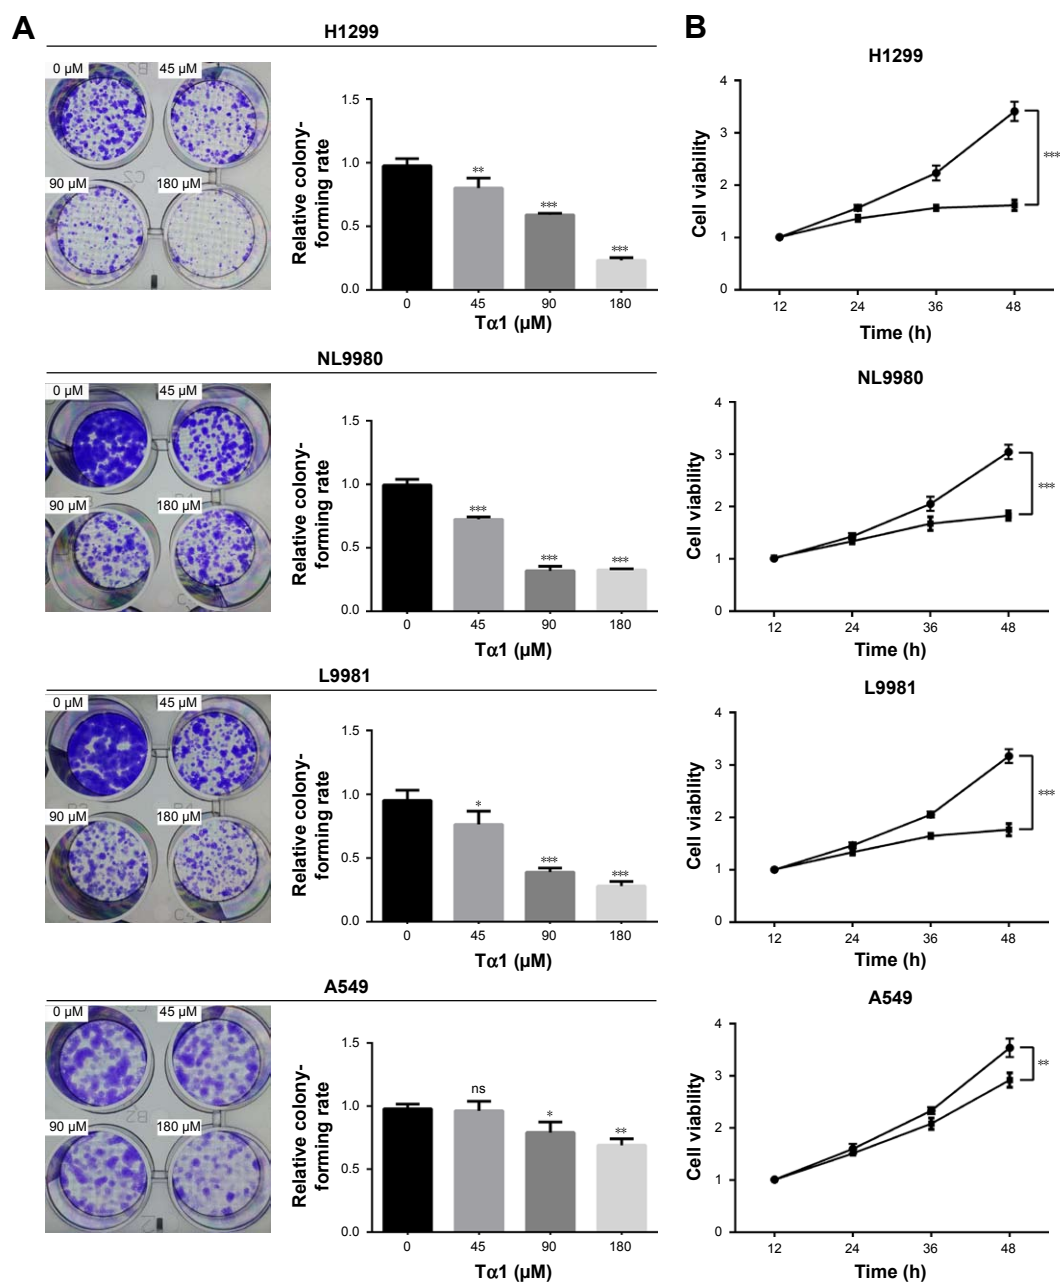 A
B
H1299
0 µM
45 µM
90 µM
180 µM
B2
C2
Relative colony-
forming rate
1.5
1.0
0.5
0.0
**
***
***
0
45
90
180
Tα1 (µM)
H1299
Cell viability
4
3
2
1
0
***
12
24
36
48
Time (h)
NL9980
0 µM
45 µM
90 µM
180 µM
Relative colony-
forming rate
1.5
1.0
0.5
0.0
***
***
***
0
45
90
180
Tα1 (µM)
NL9980
Cell viability
4
3
2
1
0
***
12
24
36
48
Time (h)
L9981
0 µM
45 µM
90 µM
180 µM
C4
Relative colony-
forming rate
1.5
1.0
0.5
0.0
*
***
***
0
45
90
180
Tα1 (µM)
L9981
Cell viability
4
3
2
1
0
***
12
24
36
48
Time (h)
A549
0 µM
45 µM
90 µM
180 µM
B2
Relative colony-
forming rate
1.5
1.0
0.5
0.0
ns
*
**
0
45
90
180
Tα1 (µM)
A549
Cell viability
4
3
2
1
0
**
12
24
36
48
Time (h)